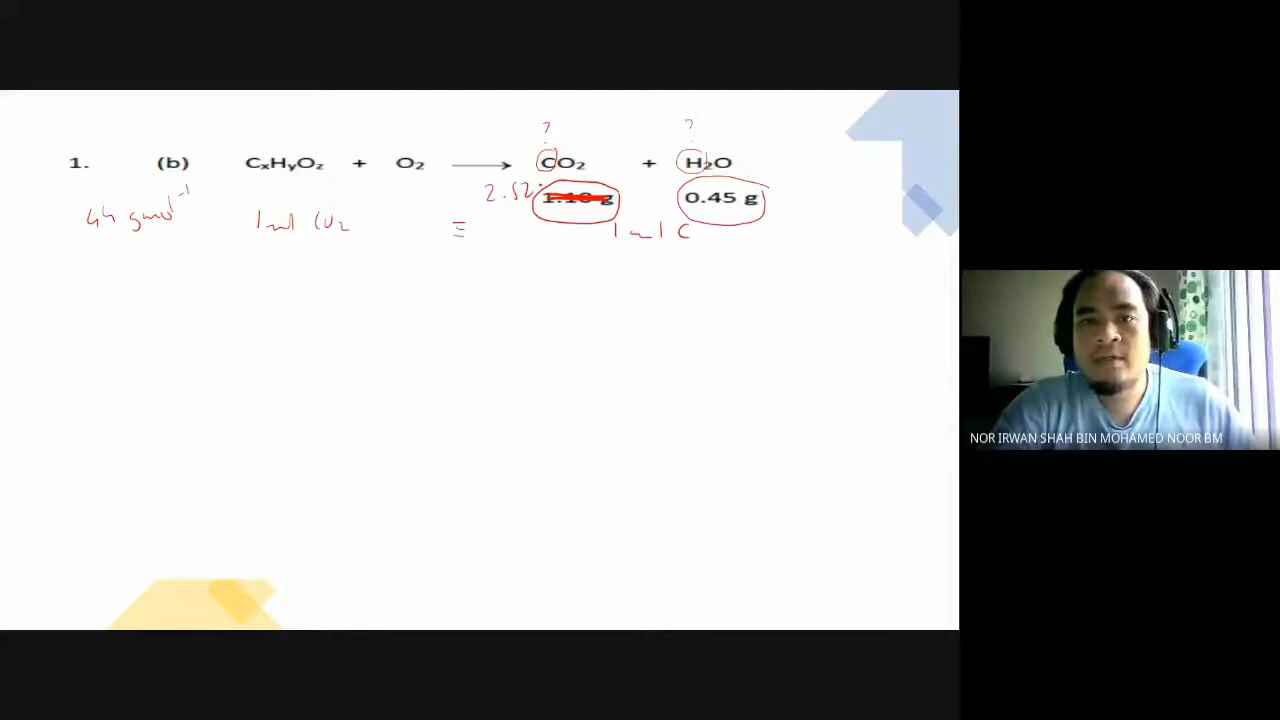 ? ?
1. (b) CxHyOz + O2 ⟶ CO2 + H2O
2.52 1.10 g 0.45 g
44 gmol⁻¹ 1 mol CO2 ≡ 1 mol C
NOR IRWAN SHAH BIN MOHAMED NOOR BM